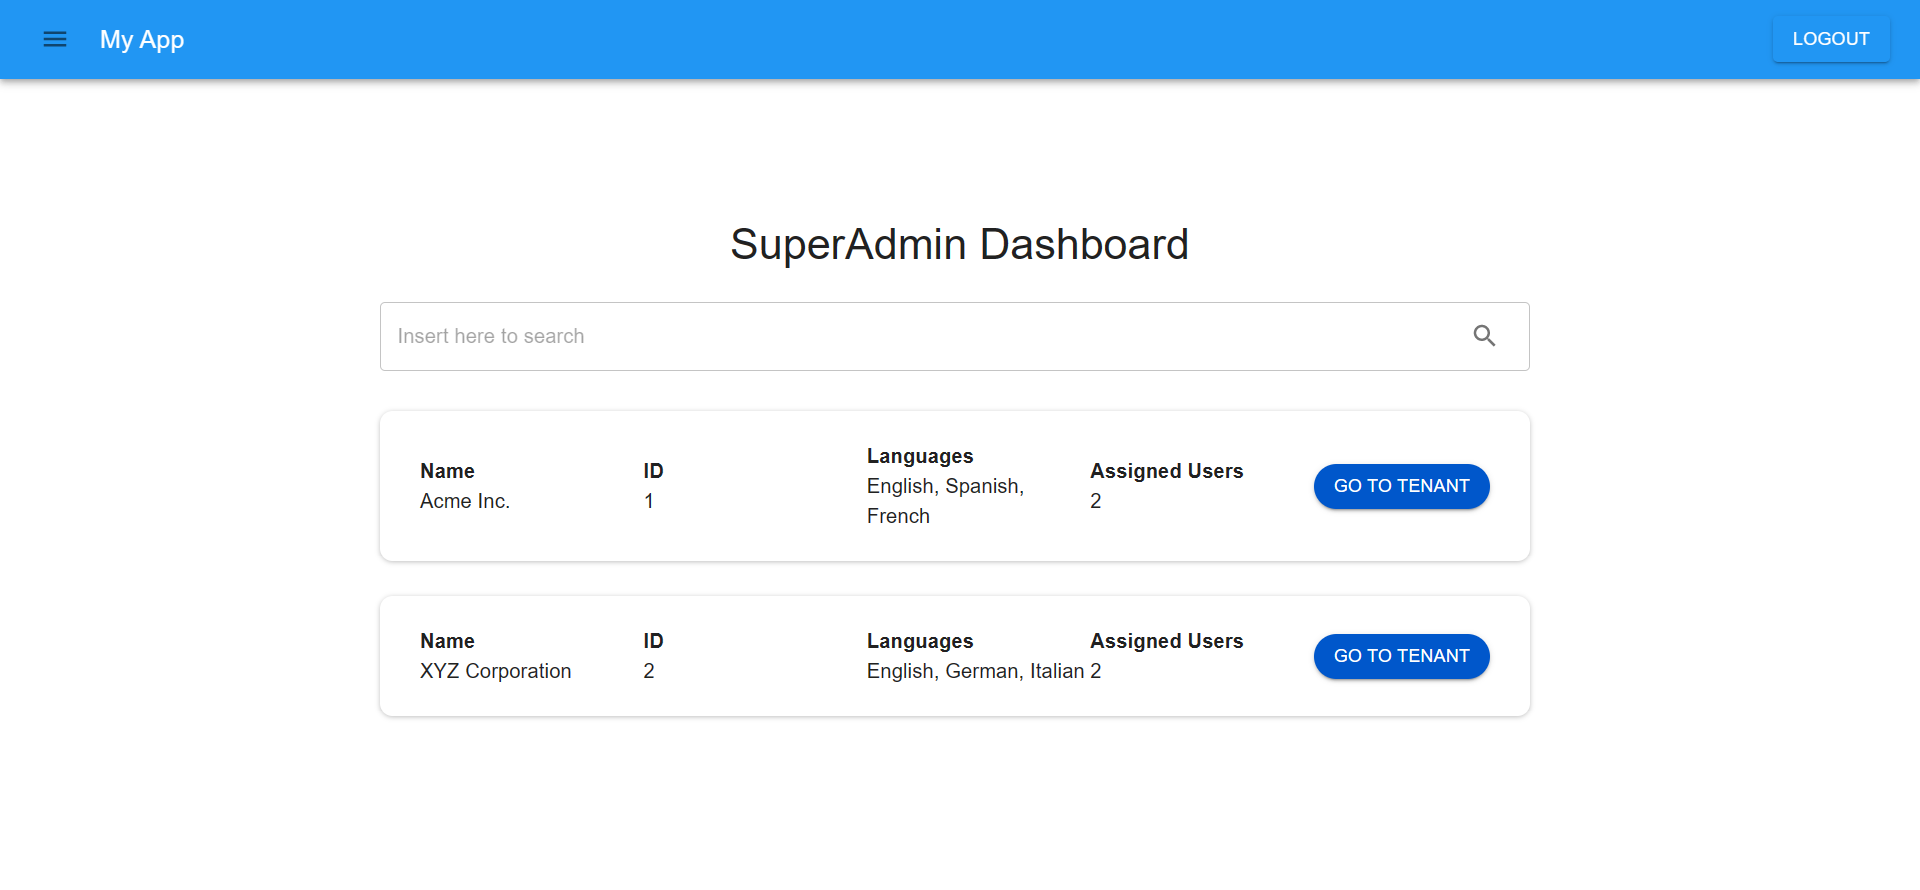 My App
LOGOUT
SuperAdmin Dashboard
Insert here to search
Name
Acme Inc.
ID
1
Languages
English, Spanish,
French
Assigned Users
2
GO TO TENANT
Name
XYZ Corporation
ID
2
Languages
English, German, Italian
Assigned Users
2
GO TO TENANT